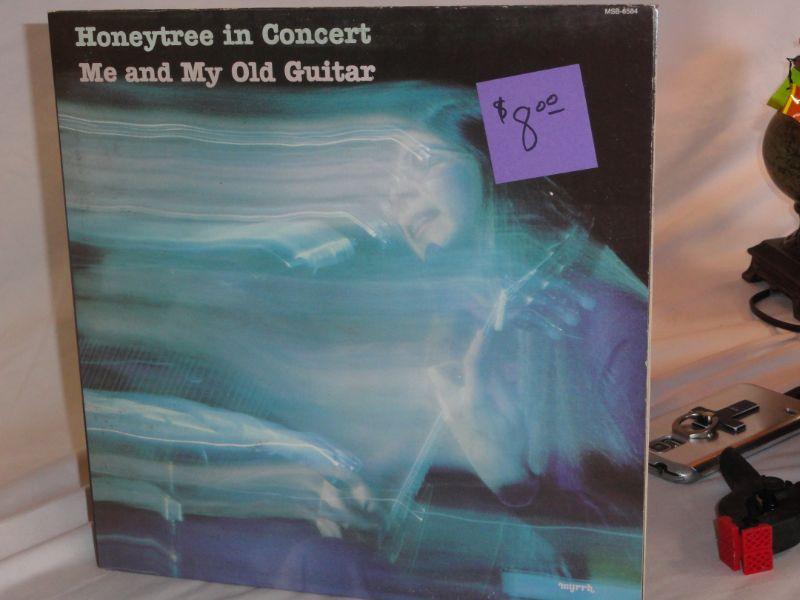 MSB-6584
Honeytree in Concert
Me and My Old Guitar
$8.00
myrrh